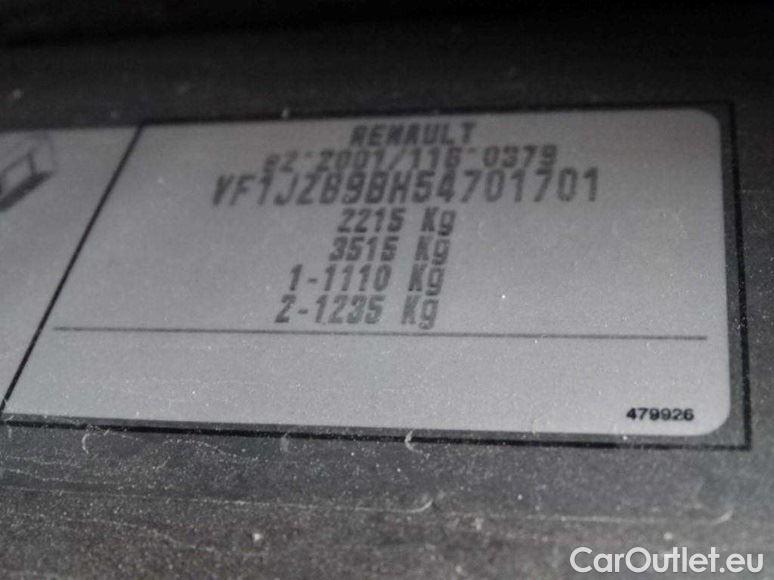 RENAULT
e2*2001/116*0379
VF1JZB9BH54701701
2215 Kg
3515 Kg
1-1110 Kg
2-1235 Kg
479926
CarOutlet.eu